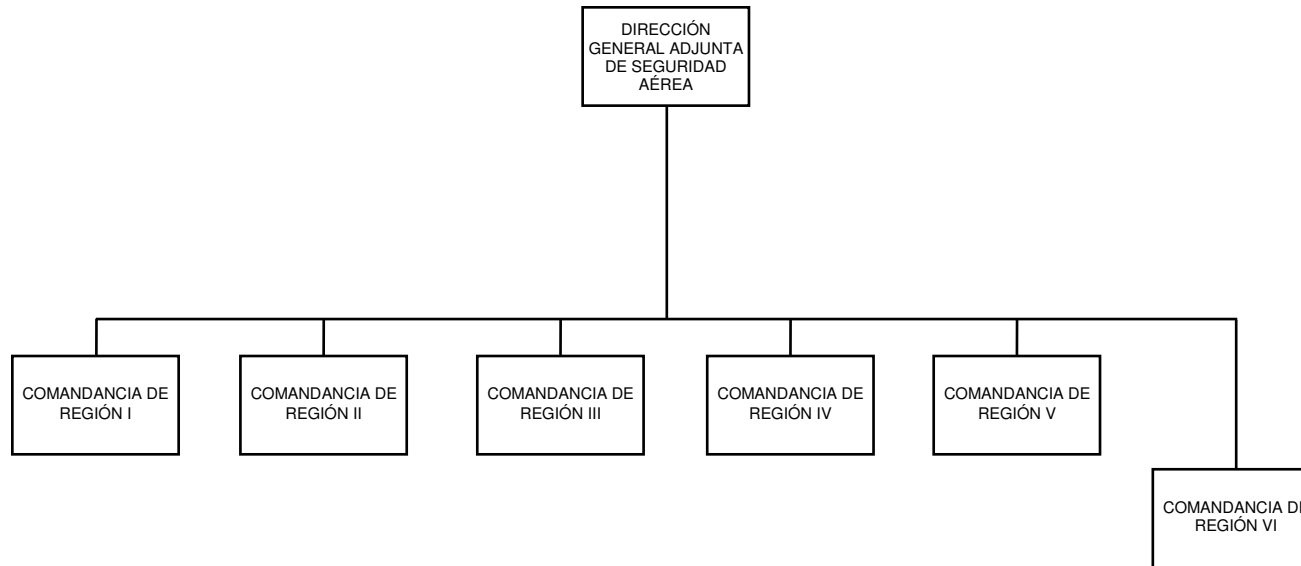 DIRECCIÓN
GENERAL ADJUNTA
DE SEGURIDAD
AÉREA
COMANDANCIA DE
REGIÓN I
COMANDANCIA DE
REGIÓN II
COMANDANCIA DE
REGIÓN III
COMANDANCIA DE
REGIÓN IV
COMANDANCIA DE
REGIÓN V
COMANDANCIA DE
REGIÓN VI